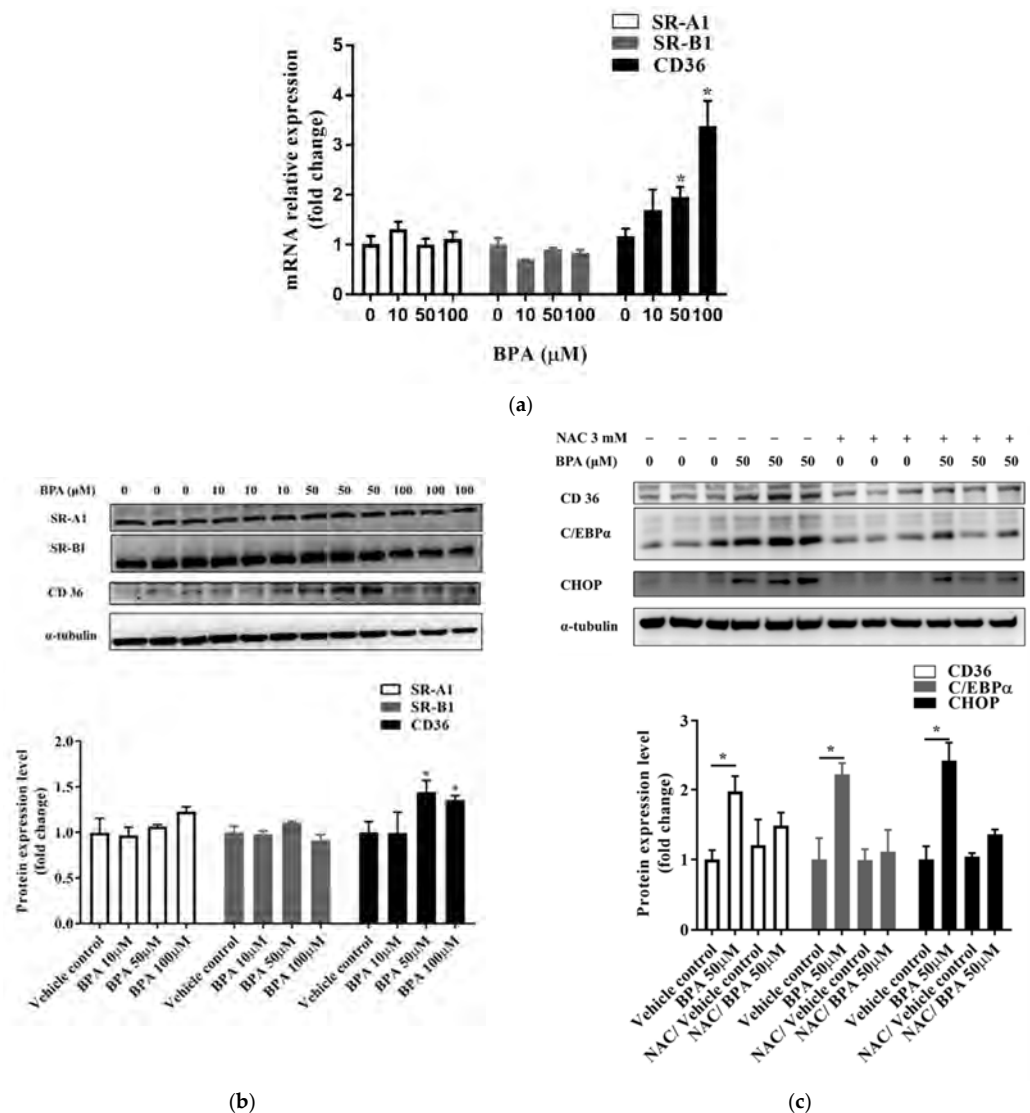 SR-A1
SR-B1
CD36
mRNA relative expression
(fold change)
5
4
3
2
1
0
*
*
0 10 50 100 0 10 50 100 0 10 50 100
BPA (μM)
(a)
NAC 3 mM – – – – – – + + + + + +
BPA (μM) 0 0 0 50 50 50 0 0 0 50 50 50
CD 36
C/EBPα
CHOP
α-tubulin
BPA (μM) 0 0 0 10 10 10 50 50 50 100 100 100
SR-A1
SR-B1
CD 36
α-tubulin
SR-A1
SR-B1
CD36
Protein expression level
(fold change)
2.0
1.5
1.0
0.5
0.0
* *
Vehicle control
BPA 10μM
BPA 50μM
BPA 100μM
Vehicle control
BPA 10μM
BPA 50μM
BPA 100μM
Vehicle control
BPA 10μM
BPA 50μM
BPA 100μM
(b)
CD36
C/EBPα
CHOP
Protein expression level
(fold change)
3
2
1
0
* * *
Vehicle control
BPA 50μM
NAC/ Vehicle control
NAC/ BPA 50μM
Vehicle control
BPA 50μM
NAC/ Vehicle control
NAC/ BPA 50μM
Vehicle control
BPA 50μM
NAC/ Vehicle control
NAC/ BPA 50μM
(c)